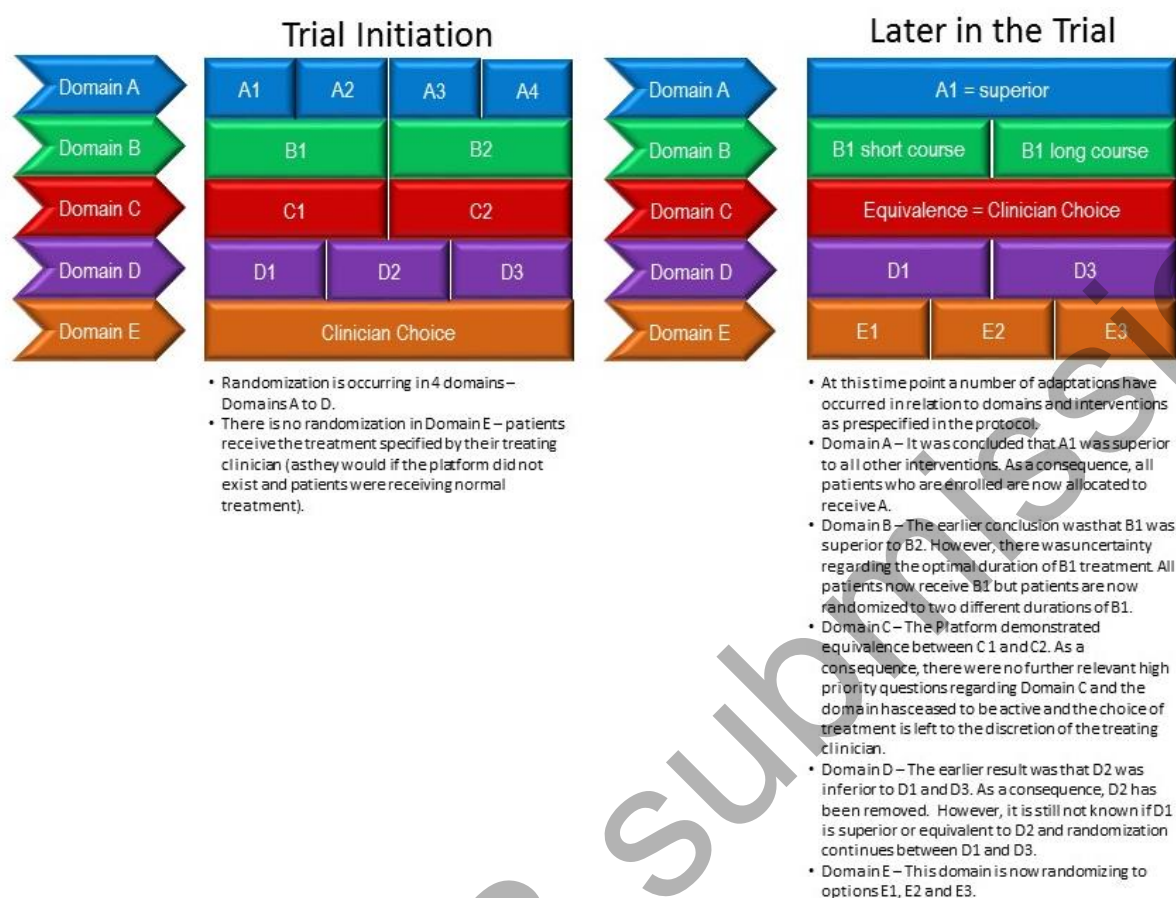 Trial Initiation
Domain A
A1
A2
A3
A4
Domain B
B1
B2
Domain C
C1
C2
Domain D
D1
D2
D3
Domain E
Clinician Choice
• Randomization is occurring in 4 domains –
Domains A to D.
• There is no randomization in Domain E – patients
receive the treatment specified by their treating
clinician (as they would if the platform did not
exist and patients were receiving normal
treatment).
Later in the Trial
Domain A
A1 = superior
Domain B
B1 short course
B1 long course
Domain C
Equivalence = Clinician Choice
Domain D
D1
D3
Domain E
E1
E2
E3
• At this time point a number of adaptations have
occurred in relation to domains and interventions
as prespecified in the protocol.
• Domain A – It was concluded that A1 was superior
to all other interventions. As a consequence, all
patients who are enrolled are now allocated to
receive A.
• Domain B – The earlier conclusion was that B1 was
superior to B2. However, there was uncertainty
regarding the optimal duration of B1 treatment. All
patients now receive B1 but patients are now
randomized to two different durations of B1.
• Domain C – The Platform demonstrated
equivalence between C1 and C2. As a
consequence, there were no further relevant high
priority questions regarding Domain C and the
domain has ceased to be active and the choice of
treatment is left to the discretion of the treating
clinician.
• Domain D – The earlier result was that D2 was
inferior to D1 and D3. As a consequence, D2 has
been removed. However, it is still not known if D1
is superior or equivalent to D2 and randomization
continues between D1 and D3.
• Domain E – This domain is now randomizing to
options E1, E2 and E3.